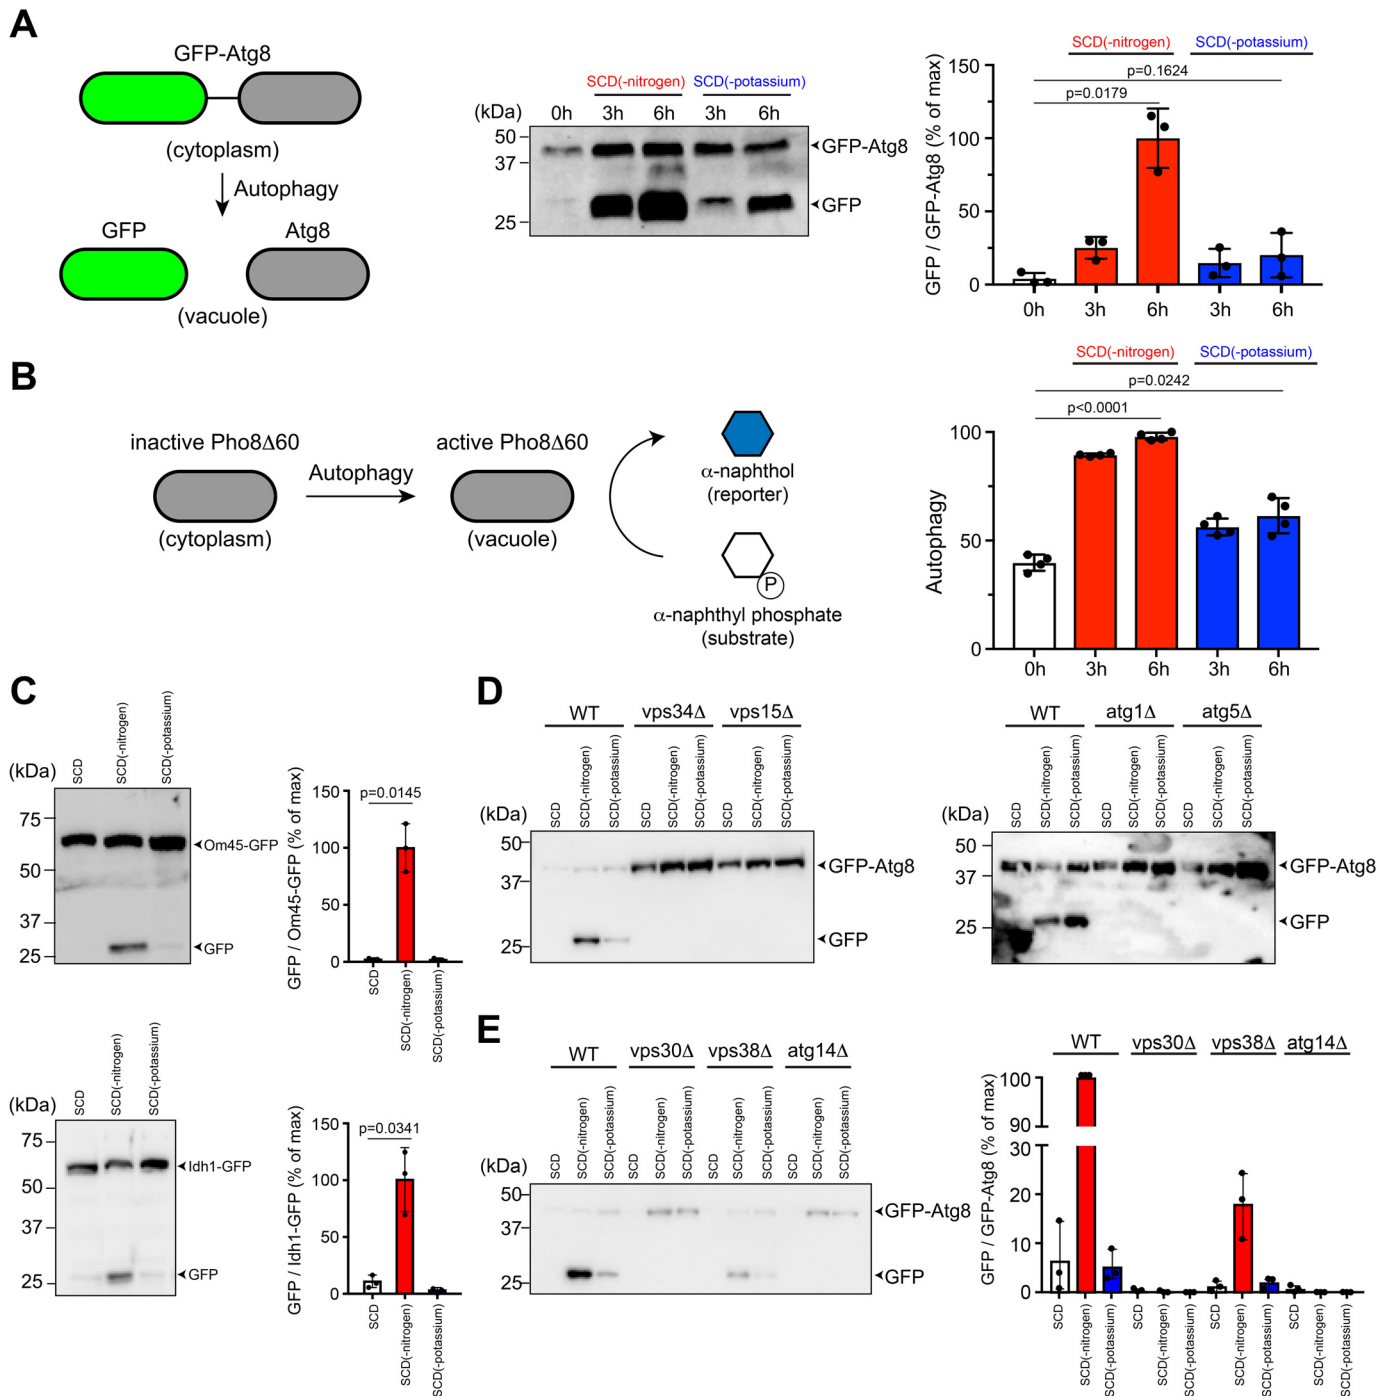 A
GFP-Atg8
(cytoplasm)
Autophagy
GFP
Atg8
(vacuole)
SCD(-nitrogen) SCD(-potassium)
(kDa) 0h 3h 6h 3h 6h
50
37
25
GFP-Atg8
GFP
SCD(-nitrogen) SCD(-potassium)
p=0.1624
p=0.0179
GFP / GFP-Atg8 (% of max)
150
100
50
0
0h 3h 6h 3h 6h
B
inactive Pho8Δ60
(cytoplasm)
Autophagy
active Pho8Δ60
(vacuole)
α-naphthol
(reporter)
P
α-naphthyl phosphate
(substrate)
SCD(-nitrogen) SCD(-potassium)
p=0.0242
p<0.0001
Autophagy
100
50
0
0h 3h 6h 3h 6h
C
(kDa)
SCD
SCD(-nitrogen)
SCD(-potassium)
75
50
37
25
Om45-GFP
GFP
GFP / Om45-GFP (% of max)
150
100
50
0
p=0.0145
SCD
SCD(-nitrogen)
SCD(-potassium)
(kDa)
SCD
SCD(-nitrogen)
SCD(-potassium)
75
50
37
25
Idh1-GFP
GFP
GFP / Idh1-GFP (% of max)
150
100
50
0
p=0.0341
SCD
SCD(-nitrogen)
SCD(-potassium)
D
WT vps34Δ vps15Δ
(kDa)
SCD
SCD(-nitrogen)
SCD(-potassium)
SCD
SCD(-nitrogen)
SCD(-potassium)
SCD
SCD(-nitrogen)
SCD(-potassium)
50
37
25
GFP-Atg8
GFP
WT atg1Δ atg5Δ
(kDa)
SCD
SCD(-nitrogen)
SCD(-potassium)
SCD
SCD(-nitrogen)
SCD(-potassium)
SCD
SCD(-nitrogen)
SCD(-potassium)
50
37
25
GFP-Atg8
GFP
E
WT vps30Δ vps38Δ atg14Δ
(kDa)
SCD
SCD(-nitrogen)
SCD(-potassium)
SCD
SCD(-nitrogen)
SCD(-potassium)
SCD
SCD(-nitrogen)
SCD(-potassium)
SCD
SCD(-nitrogen)
SCD(-potassium)
50
37
25
GFP-Atg8
GFP
WT vps30Δ vps38Δ atg14Δ
GFP / GFP-Atg8 (% of max)
100
90
30
20
10
0
SCD
SCD(-nitrogen)
SCD(-potassium)
SCD
SCD(-nitrogen)
SCD(-potassium)
SCD
SCD(-nitrogen)
SCD(-potassium)
SCD
SCD(-nitrogen)
SCD(-potassium)